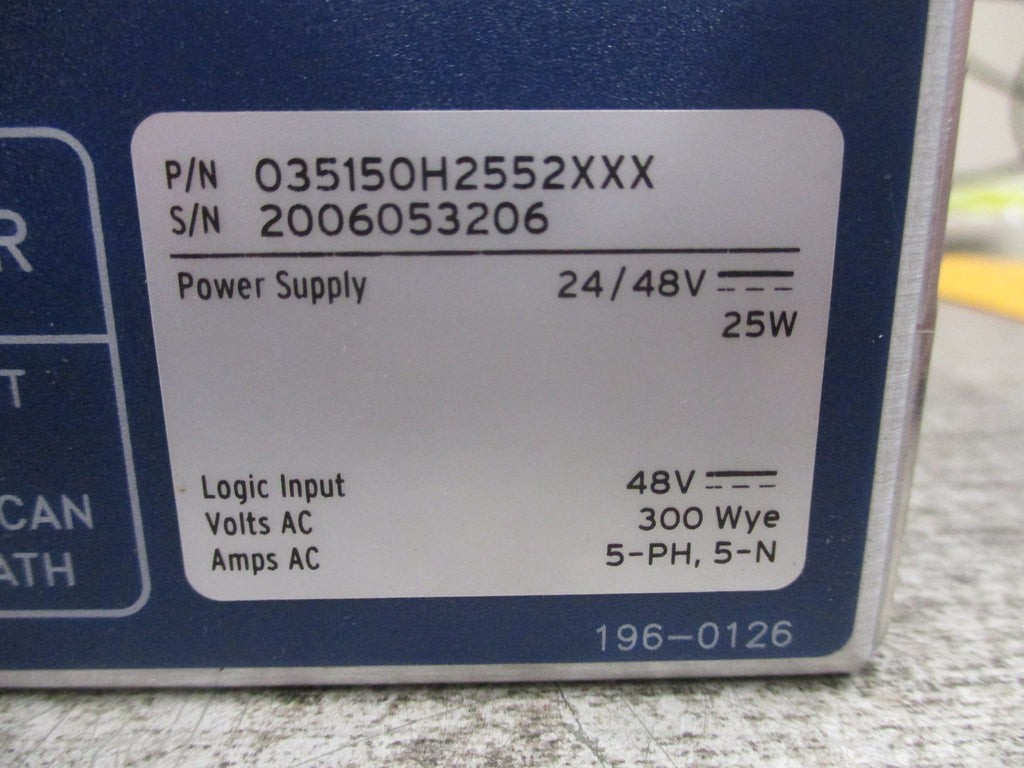 P/N 035150H2552XXX
S/N 2006053206
Power Supply 24/48V
25W
Logic Input 48V
Volts AC 300 Wye
Amps AC 5-PH, 5-N
196-0126
R
T
CAN
ATH